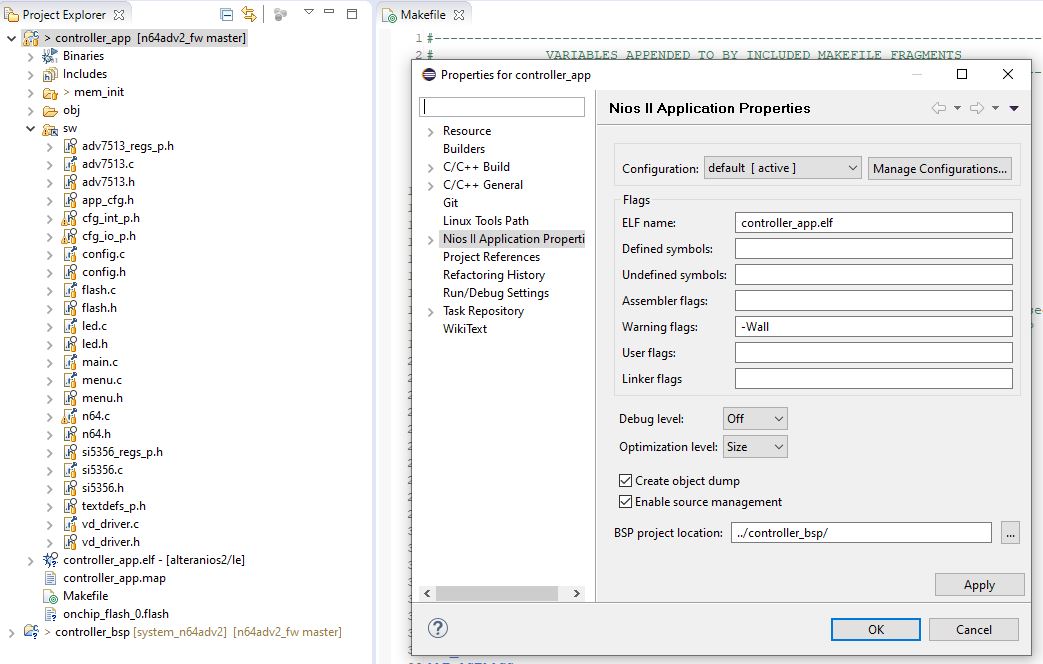 Project Explorer
> controller_app [n64adv2_fw master]
Binaries
Includes
> mem_init
obj
sw
adv7513_regs_p.h
adv7513.c
adv7513.h
app_cfg.h
cfg_int_p.h
cfg_io_p.h
config.c
config.h
flash.c
flash.h
led.c
led.h
main.c
menu.c
menu.h
n64.c
n64.h
si5356_regs_p.h
si5356.c
si5356.h
textdefs_p.h
vd_driver.c
vd_driver.h
controller_app.elf - [alteranios2/le]
controller_app.map
Makefile
onchip_flash_0.flash
> controller_bsp [system_n64adv2] [n64adv2_fw master]
Makefile
1 #------------------------------------------------------------------------------
2 # VARIABLES APPENDED TO BY INCLUDED MAKEFILE FRAGMENTS
Properties for controller_app
Resource
Builders
C/C++ Build
C/C++ General
Git
Linux Tools Path
Nios II Application Properti
Project References
Refactoring History
Run/Debug Settings
Task Repository
WikiText
Nios II Application Properties
Configuration: default [ active ] Manage Configurations...
Flags
ELF name: controller_app.elf
Defined symbols:
Undefined symbols:
Assembler flags:
Warning flags: -Wall
User flags:
Linker flags
Debug level: Off
Optimization level: Size
Create object dump
Enable source management
BSP project location: ../controller_bsp/ ...
Apply
? OK Cancel